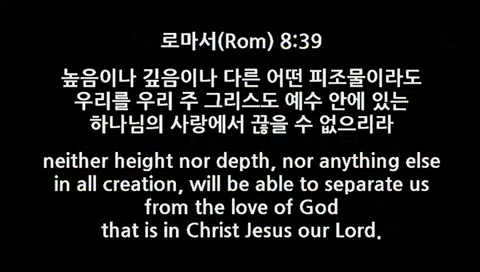 로마서(Rom) 8:39
높음이나 깊음이나 다른 어떤 피조물이라도
우리를 우리 주 그리스도 예수 안에 있는
하나님의 사랑에서 끊을 수 없으리라
neither height nor depth, nor anything else
in all creation, will be able to separate us
from the love of God
that is in Christ Jesus our Lord.